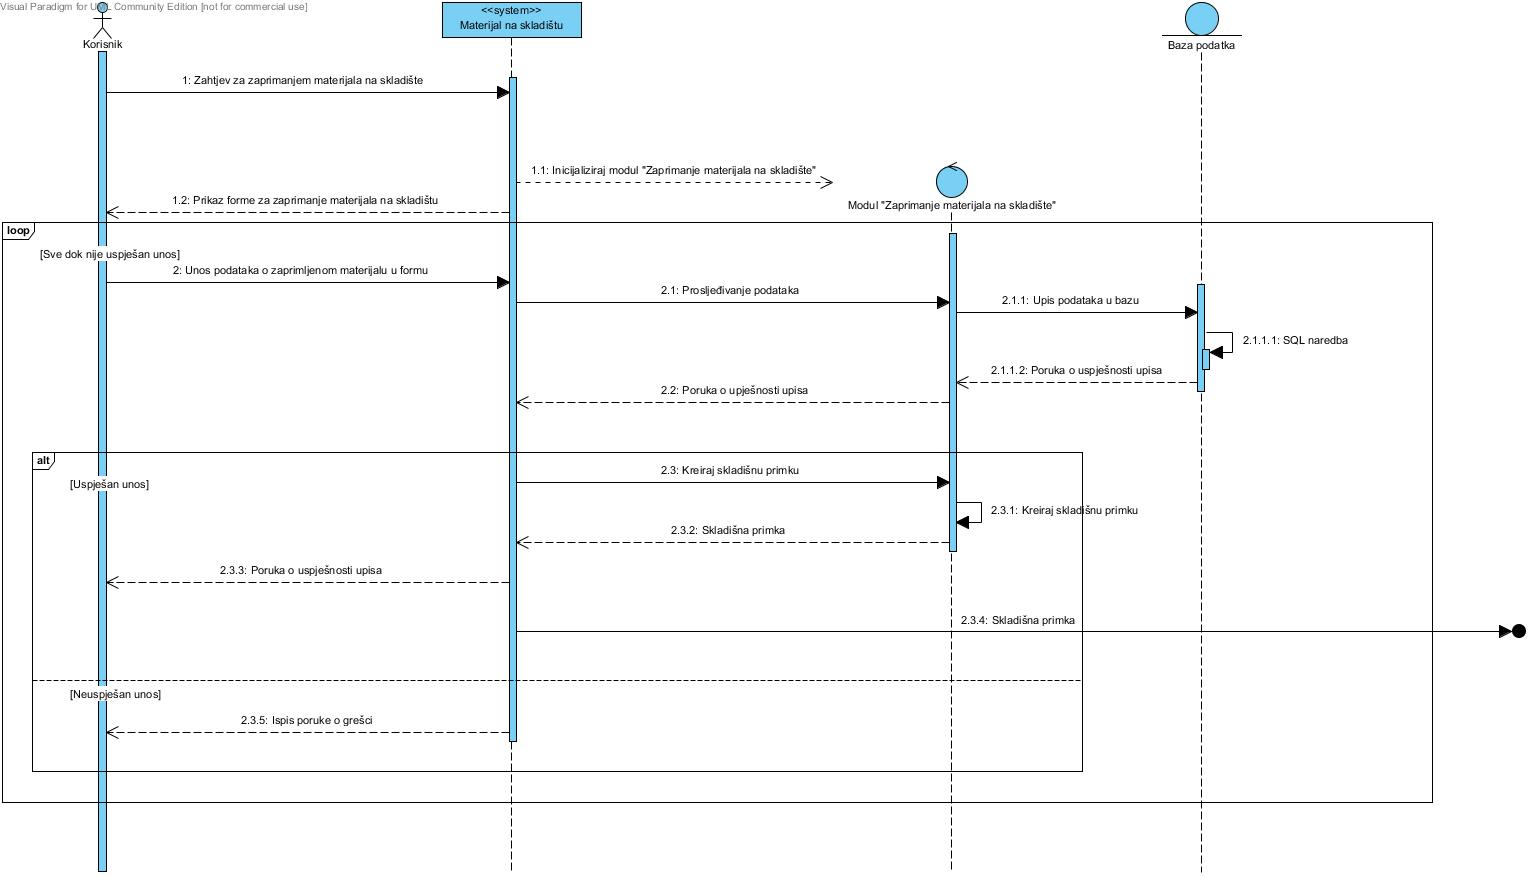 Visual Paradigm for UML Community Edition [not for commercial use]
<<system>>
Materijal na skladištu
Korisnik
Baza podatka
1: Zahtjev za zaprimanjem materijala na skladište
1.1: Inicijaliziraj modul "Zaprimanje materijala na skladište"
1.2: Prikaz forme za zaprimanje materijala na skladištu
Modul "Zaprimanje materijala na skladište"
loop
[Sve dok nije uspješan unos]
2: Unos podataka o zaprimljenom materijalu u formu
2.1: Prosljeđivanje podataka
2.1.1: Upis podataka u bazu
2.1.1.1: SQL naredba
2.1.1.2: Poruka o uspješnosti upisa
2.2: Poruka o upješnosti upisa
alt
[Uspješan unos]
2.3: Kreiraj skladišnu primku
2.3.1: Kreiraj skladišnu primku
2.3.2: Skladišna primka
2.3.3: Poruka o uspješnosti upisa
2.3.4: Skladišna primka
[Neuspješan unos]
2.3.5: Ispis poruke o grešci